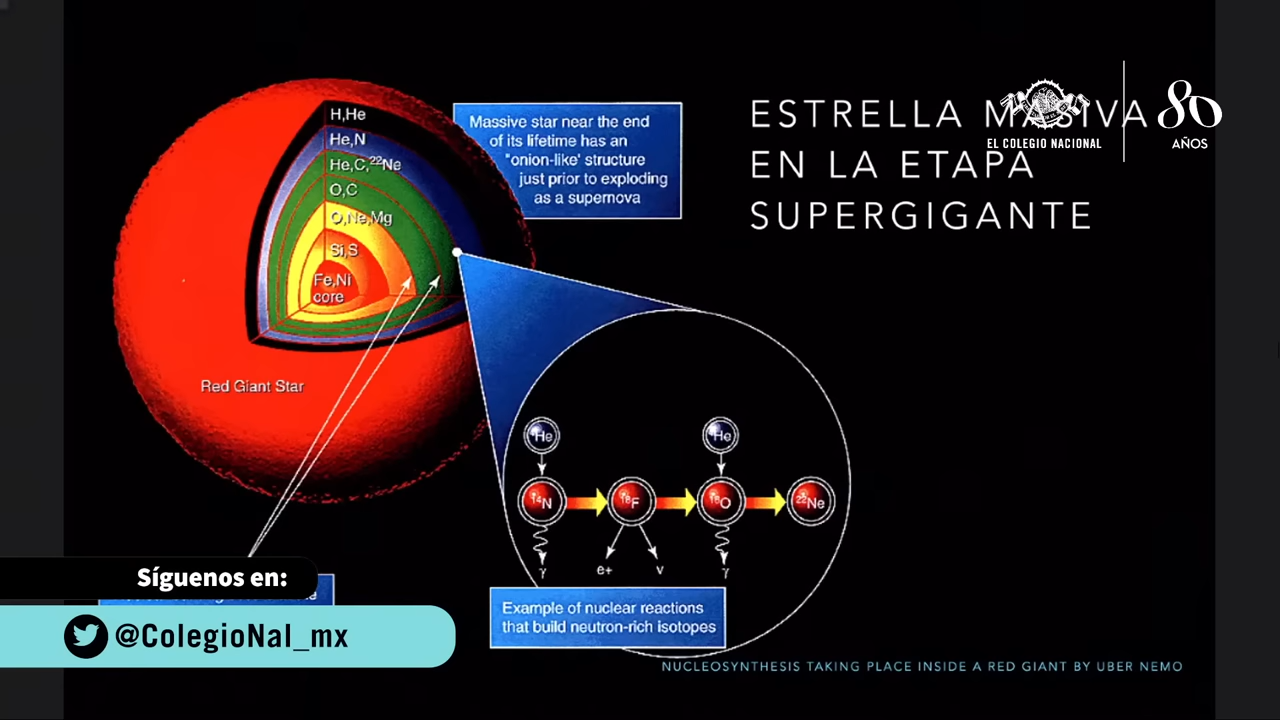 ESTRELLA MASIVA
EN LA ETAPA
SUPERGIGANTE
EL COLEGIO NACIONAL
80
AÑOS
H,He
He,N
He,C,²²Ne
O,C
O,Ne,Mg
Si,S
Fe,Ni
core
Red Giant Star
Massive star near the end
of its lifetime has an
"onion-like' structure
just prior to exploding
as a supernova
⁴He
⁴He
¹⁴N
¹⁸F
¹⁸O
²²Ne
γ
e+
ν
γ
Example of nuclear reactions
that build neutron-rich isotopes
Síguenos en:
@ColegioNal_mx
NUCLEOSYNTHESIS TAKING PLACE INSIDE A RED GIANT BY UBER NEMO